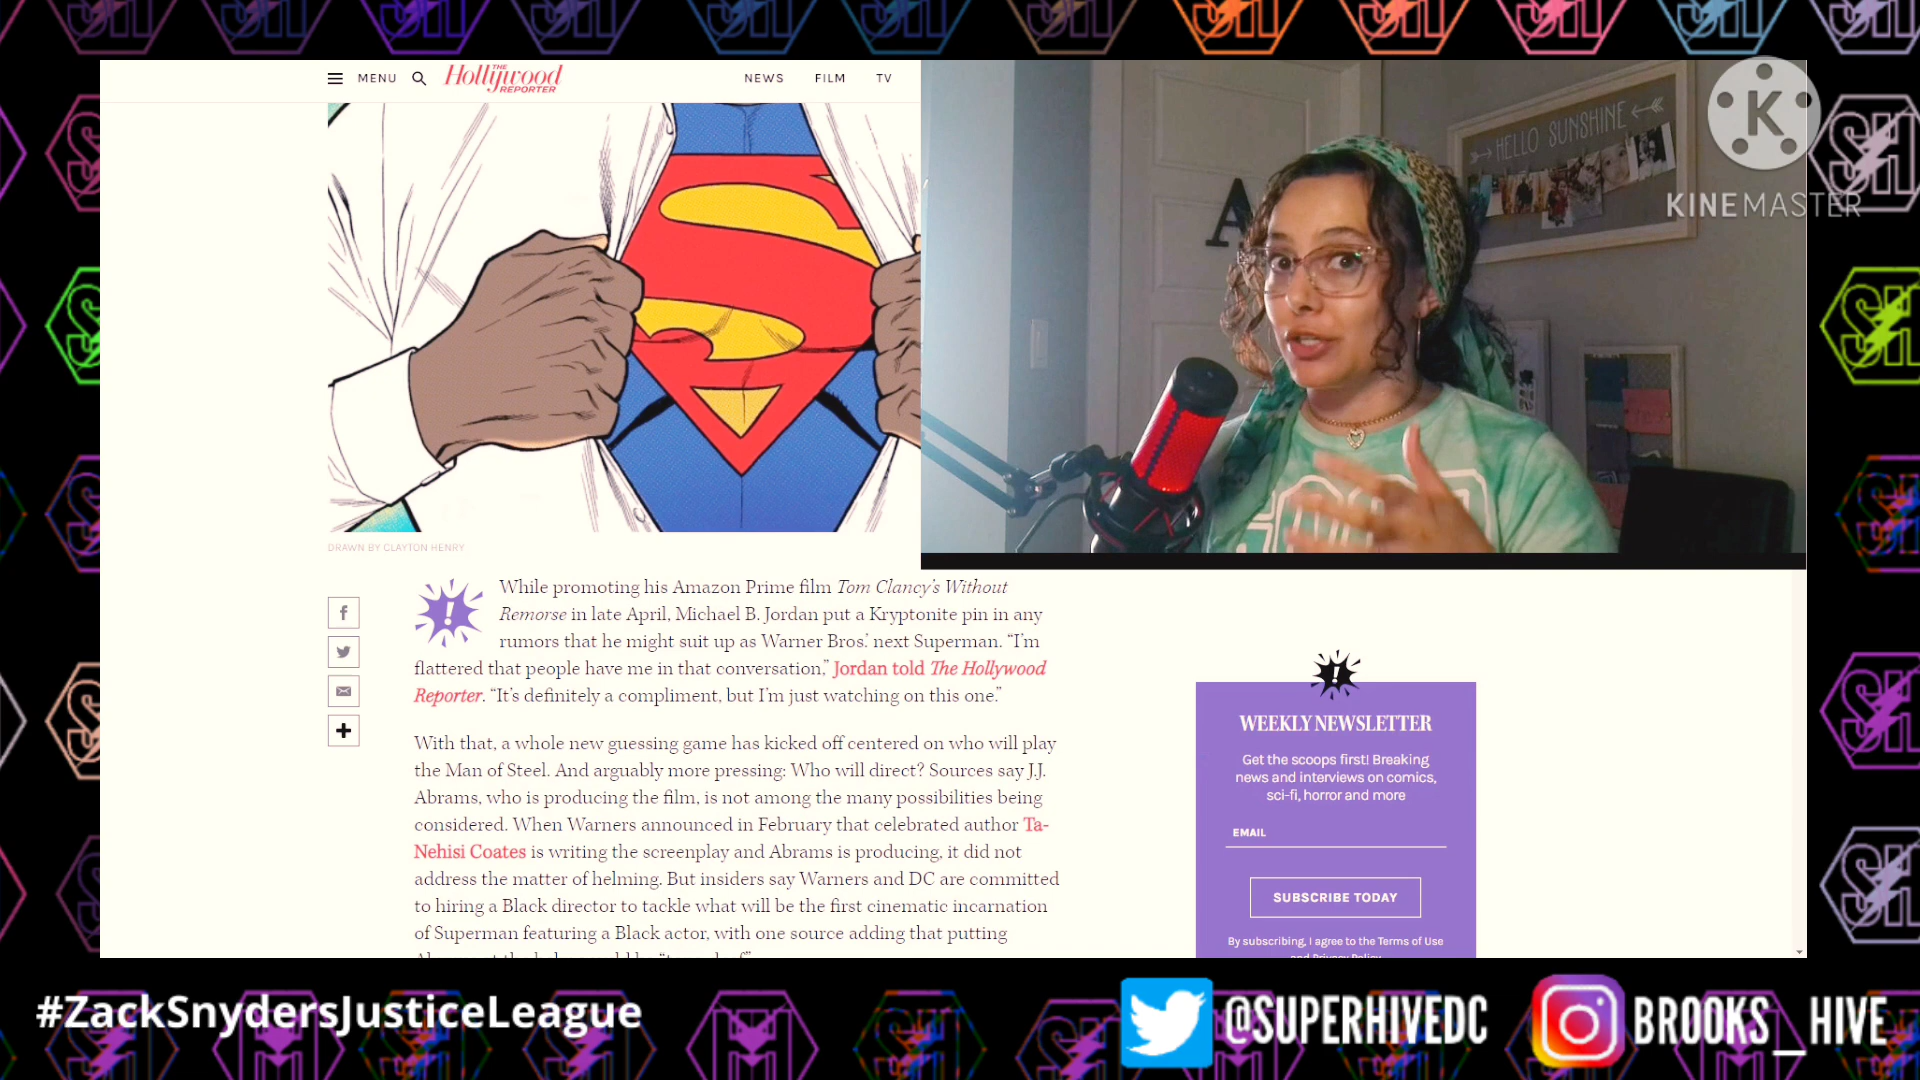 MENU
THE
Hollywood
REPORTER
NEWS
FILM
TV
HELLO SUNSHINE
A
K
KINEMASTER
DRAWN BY CLAYTON HENRY
While promoting his Amazon Prime film Tom Clancy's Without
Remorse in late April, Michael B. Jordan put a Kryptonite pin in any
rumors that he might suit up as Warner Bros.' next Superman. “I'm
flattered that people have me in that conversation,” Jordan told The Hollywood
Reporter. “It's definitely a compliment, but I'm just watching on this one.”
With that, a whole new guessing game has kicked off centered on who will play
the Man of Steel. And arguably more pressing: Who will direct? Sources say J.J.
Abrams, who is producing the film, is not among the many possibilities being
considered. When Warners announced in February that celebrated author Ta-
Nehisi Coates is writing the screenplay and Abrams is producing, it did not
address the matter of helming. But insiders say Warners and DC are committed
to hiring a Black director to tackle what will be the first cinematic incarnation
of Superman featuring a Black actor, with one source adding that putting
WEEKLY NEWSLETTER
Get the scoops first! Breaking
news and interviews on comics,
sci-fi, horror and more
EMAIL
SUBSCRIBE TODAY
By subscribing, I agree to the Terms of Use
and Privacy Policy.
#ZackSnydersJusticeLeague
@SUPERHIVEDC
BROOKS_HIVE